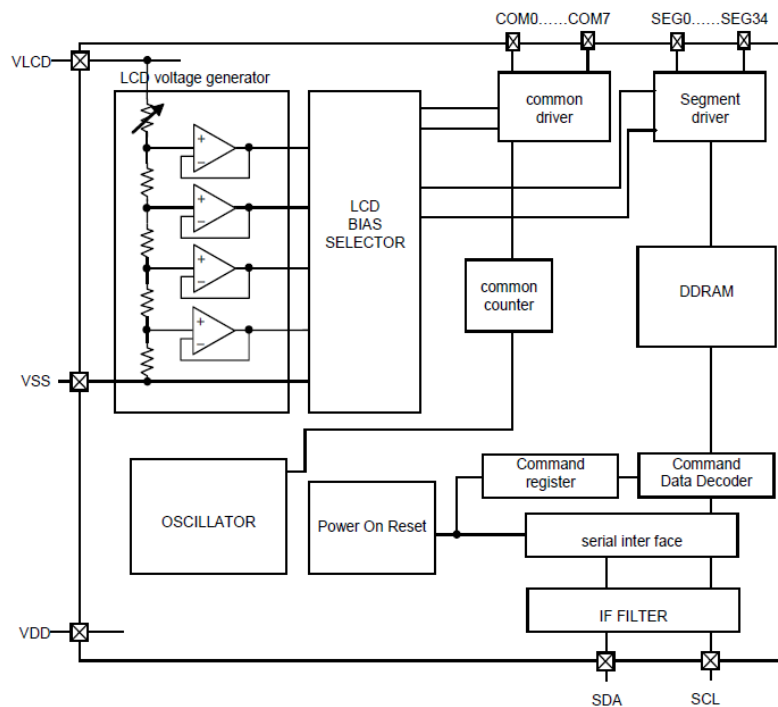 COM0......COM7 SEG0......SEG34
VLCD
LCD voltage generator
common
driver
Segment
driver
+
−
+
−
+
−
+
−
LCD
BIAS
SELECTOR
common
counter
DDRAM
VSS
OSCILLATOR
Power On Reset
Command
register
Command
Data Decoder
serial inter face
IF FILTER
VDD
SDA
SCL